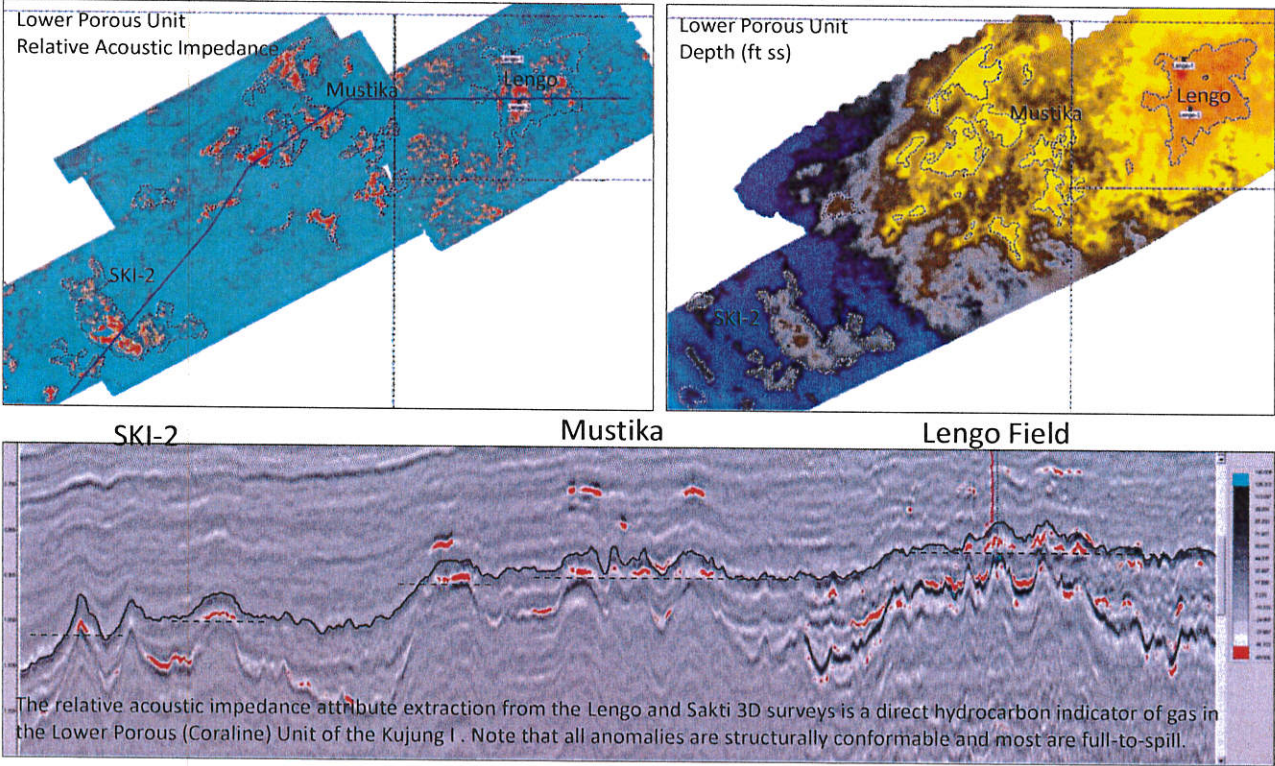 Lower Porous Unit
Relative Acoustic Impedance
Mustika
Lengo
SKI-2
Lower Porous Unit
Depth (ft ss)
Mustika
Lengo
SKI-2
SKI-2
Mustika
Lengo Field
The relative acoustic impedance attribute extraction from the Lengo and Sakti 3D surveys is a direct hydrocarbon indicator of gas in
the Lower Porous (Coraline) Unit of the Kujung I . Note that all anomalies are structurally conformable and most are full-to-spill.